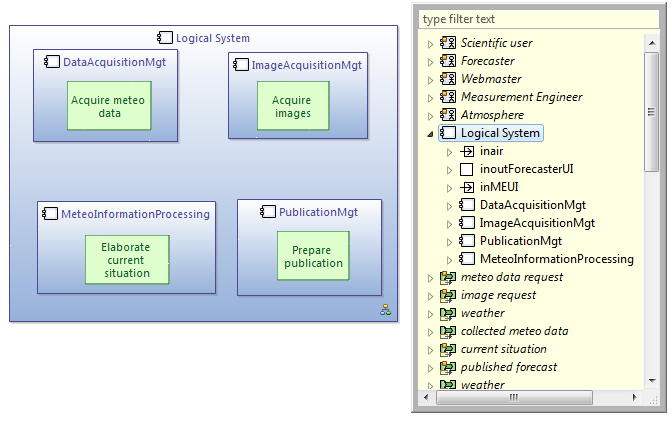 Logical System
DataAcquisitionMgt
ImageAcquisitionMgt
Acquire meteo
data
Acquire
images
MeteoInformationProcessing
PublicationMgt
Elaborate
current
situation
Prepare
publication
type filter text
Scientific user
Forecaster
Webmaster
Measurement Engineer
Atmosphere
Logical System
inair
inoutForecasterUI
inMEUI
DataAcquisitionMgt
ImageAcquisitionMgt
PublicationMgt
MeteoInformationProcessing
meteo data request
image request
weather
collected meteo data
current situation
published forecast
weather